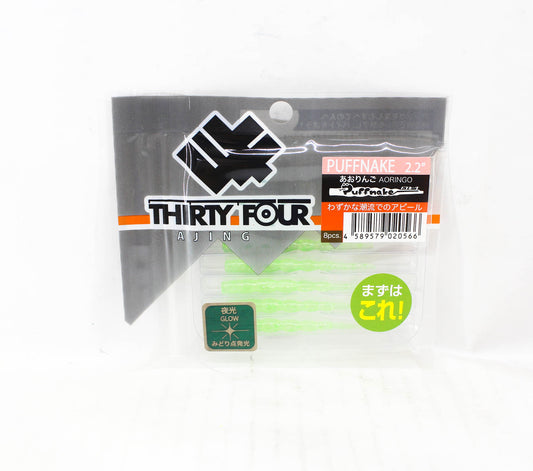 THIRTY FOUR
AJING
PUFFNAKE 2.2"
あおりんご AORINGO
Puffnake
わずかな潮流でのアピール
8pcs.
4 589579 020566
夜光
GLOW
みどり点発光
まずは
これ!